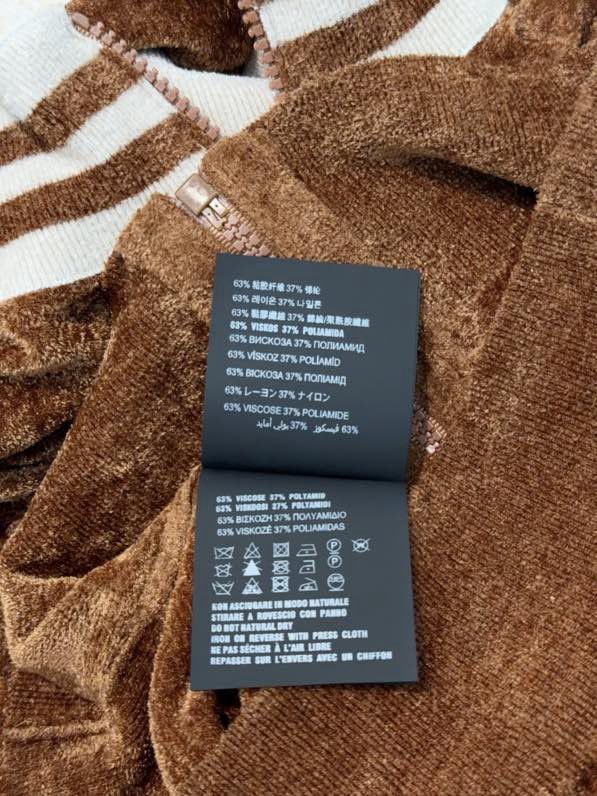 63% 粘胶纤维 37% 锦纶
63% 레이온 37% 나일론
63% 黏膠纖維 37% 錦綸/聚酰胺纖維
63% VISKOS 37% POLIAMIDA
63% ВИСКОЗА 37% ПОЛИАМИД
63% VİSKOZ 37% POLİAMİD
63% ВІСКОЗА 37% ПОЛІАМІД
63% レーヨン 37% ナイロン
63% VISCOSE 37% POLIAMIDE
63% فيسكوز 37% بولي أمايد
63% VISCOSE 37% POLYAMID
63% VISKOOSI 37% POLYAMIDI
63% ΒΙΣΚΟΖΗ 37% ΠΟΛΥΑΜΙΔΙΟ
63% VISKOZĖ 37% POLIAMIDAS
P
P
NON ASCIUGARE IN MODO NATURALE
STIRARE A ROVESCIO CON PANNO
DO NOT NATURAL DRY
IRON ON REVERSE WITH PRESS CLOTH
NE PAS SÉCHER À L'AIR LIBRE
REPASSER SUR L'ENVERS AVEC UN CHIFFON